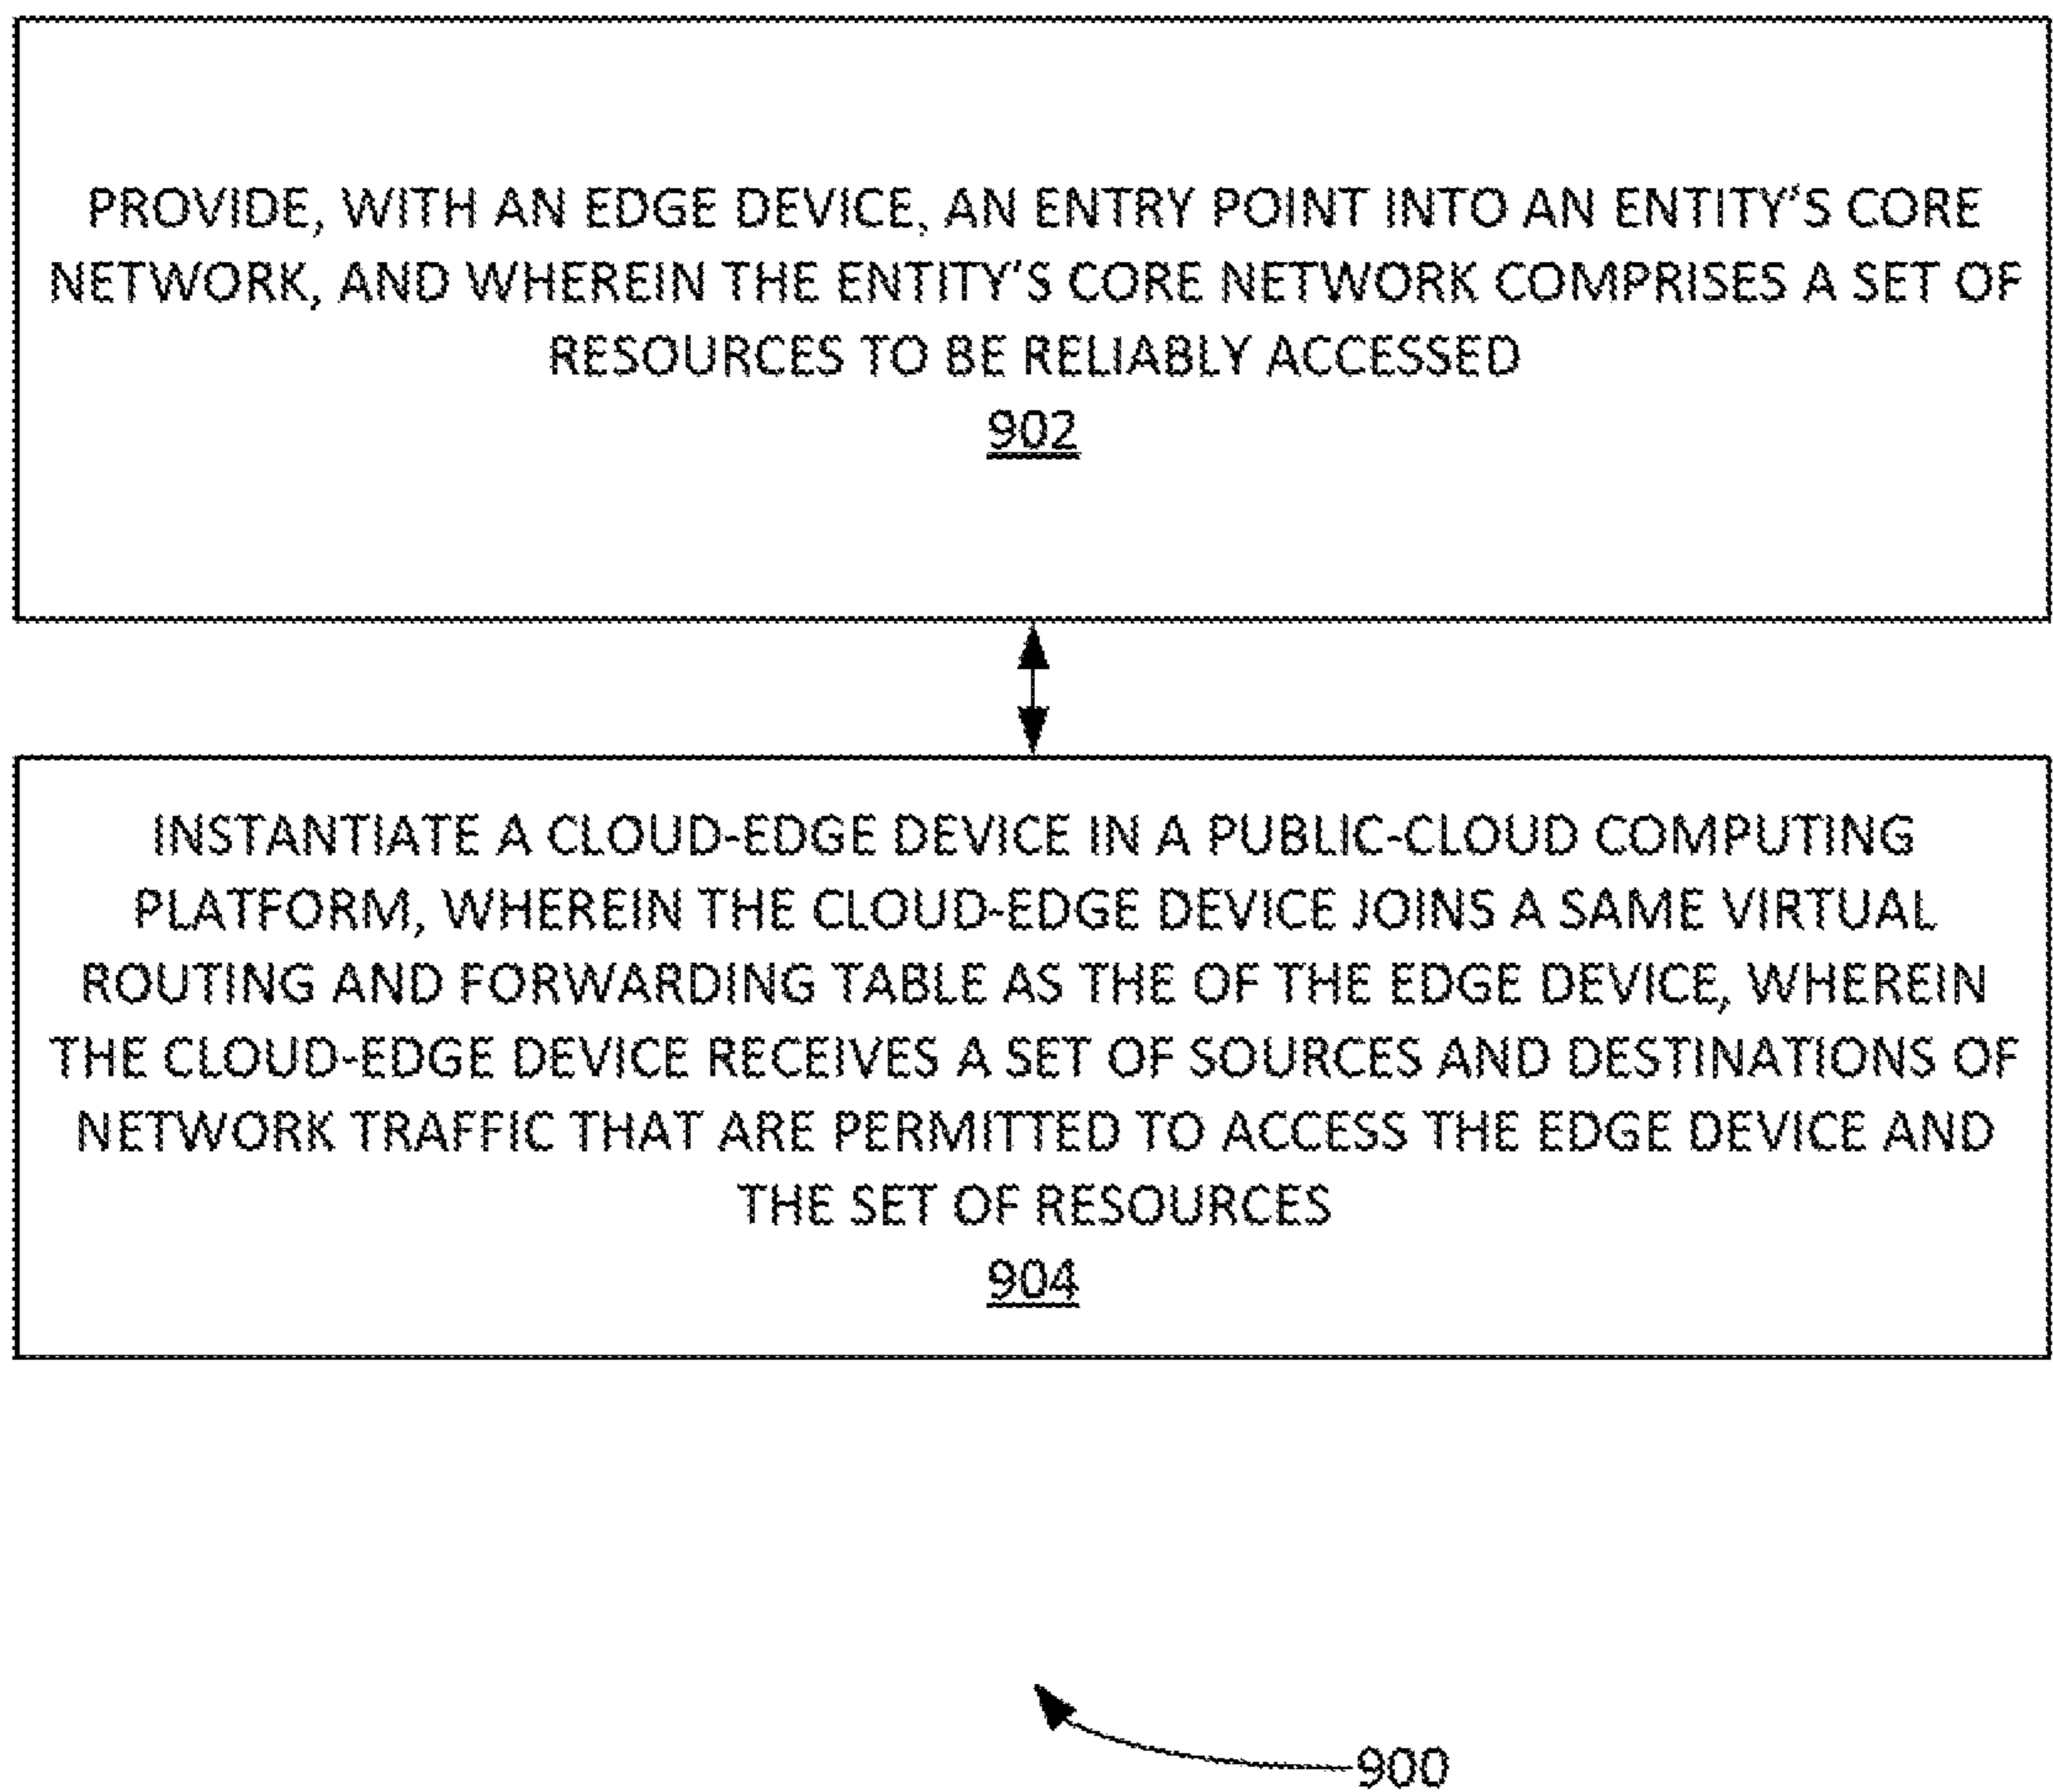 PROVIDE, WITH AN EDGE DEVICE, AN ENTRY POINT INTO AN ENTITY'S CORE
NETWORK, AND WHEREIN THE ENTITY'S CORE NETWORK COMPRISES A SET OF
RESOURCES TO BE RELIABLY ACCESSED
902
INSTANTIATE A CLOUD-EDGE DEVICE IN A PUBLIC-CLOUD COMPUTING
PLATFORM, WHEREIN THE CLOUD-EDGE DEVICE JOINS A SAME VIRTUAL
ROUTING AND FORWARDING TABLE AS THE OF THE EDGE DEVICE, WHEREIN
THE CLOUD-EDGE DEVICE RECEIVES A SET OF SOURCES AND DESTINATIONS OF
NETWORK TRAFFIC THAT ARE PERMITTED TO ACCESS THE EDGE DEVICE AND
THE SET OF RESOURCES
904
900